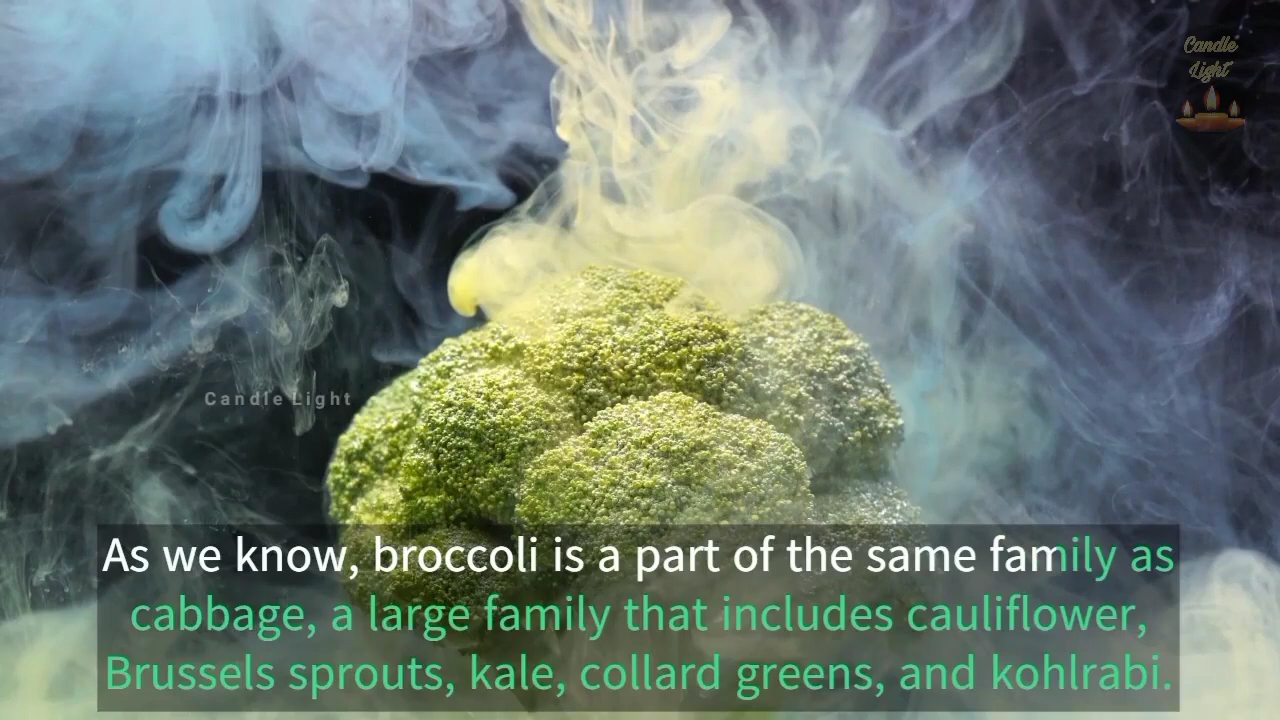 Candle
Light
Candle Light
As we know, broccoli is a part of the same family as
cabbage, a large family that includes cauliflower,
Brussels sprouts, kale, collard greens, and kohlrabi.